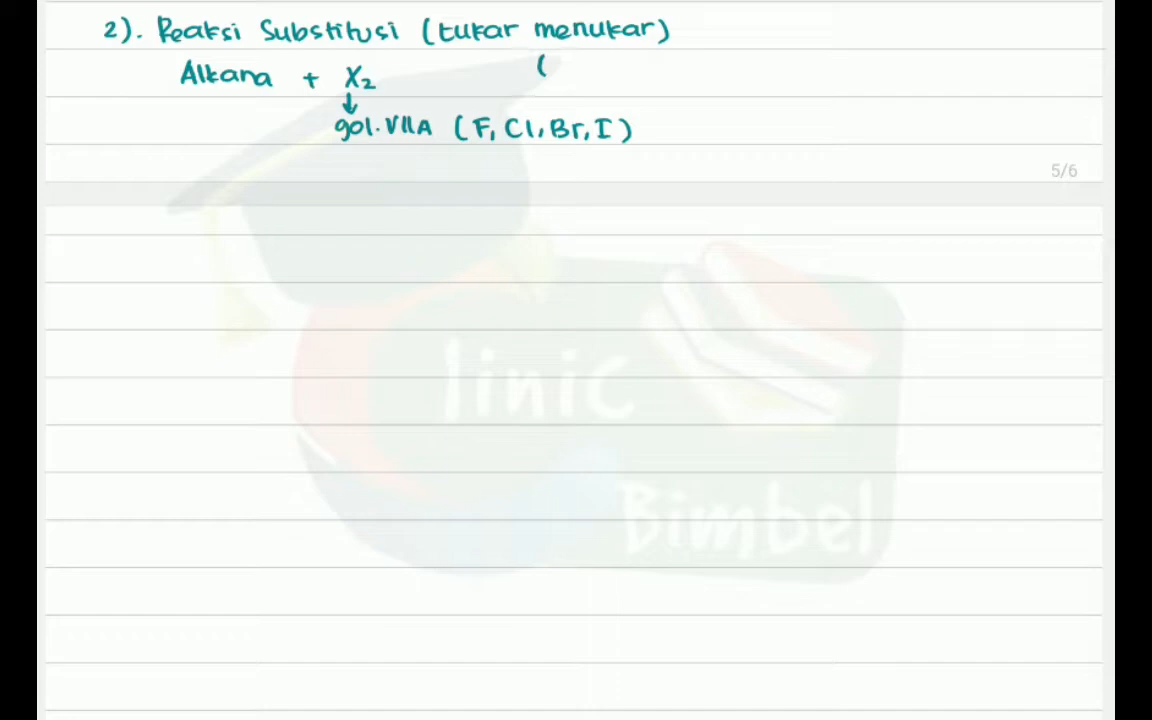 2). Reaksi Substitusi (tukar menukar)
Alkana + X₂ (
↓
gol.VIIA (F, Cl, Br, I)
5/6
linic
Bimbel